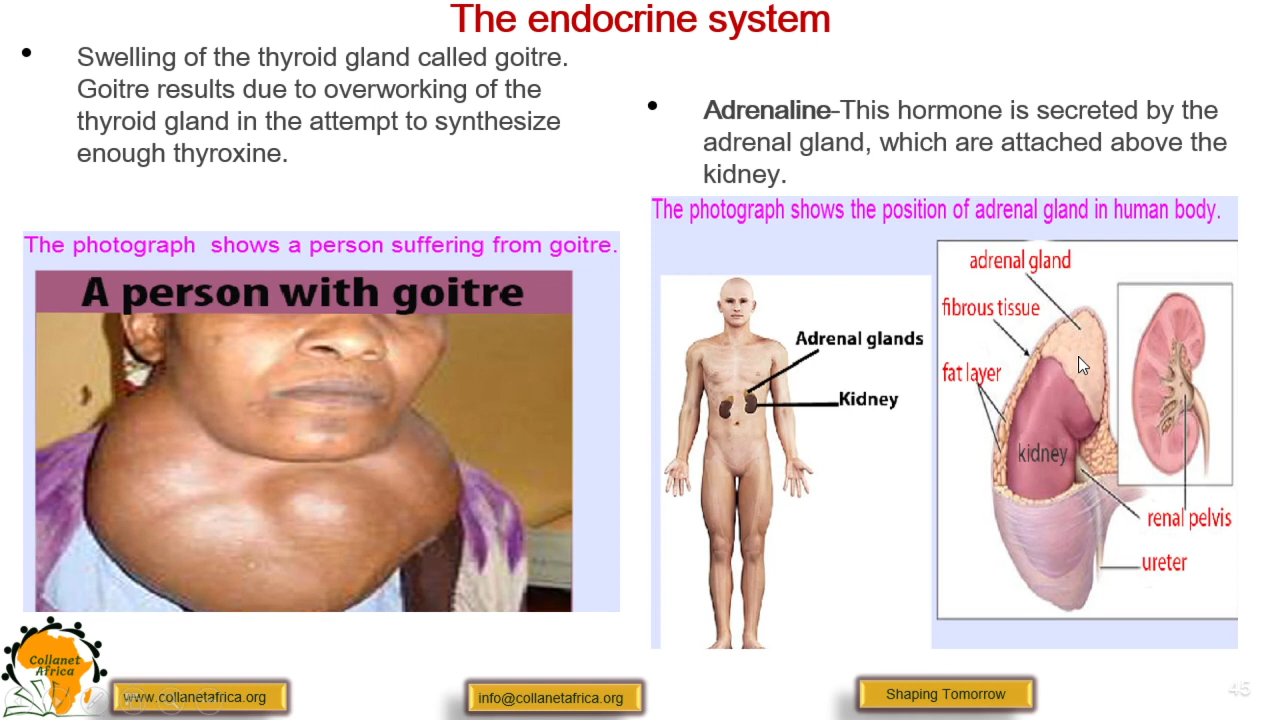 The endocrine system
Swelling of the thyroid gland called goitre.
Goitre results due to overworking of the
thyroid gland in the attempt to synthesize
enough thyroxine.
The photograph shows a person suffering from goitre.
A person with goitre
Adrenaline-This hormone is secreted by the
adrenal gland, which are attached above the
kidney.
The photograph shows the position of adrenal gland in human body.
Adrenal glands
Kidney
adrenal gland
fibrous tissue
fat layer
kidney
renal pelvis
ureter
Collanet
Africa
www.collanetafrica.org
info@collanetafrica.org
Shaping Tomorrow
45